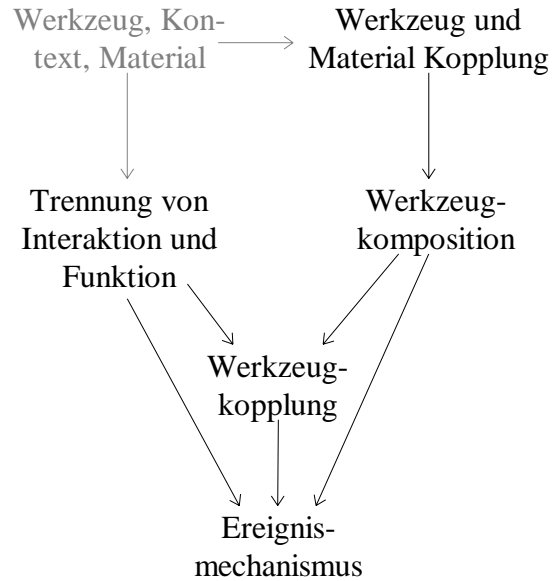 Werkzeug, Kon-
text, Material
Werkzeug und
Material Kopplung
Trennung von
Interaktion und
Funktion
Werkzeug-
komposition
Werkzeug-
kopplung
Ereignis-
mechanismus